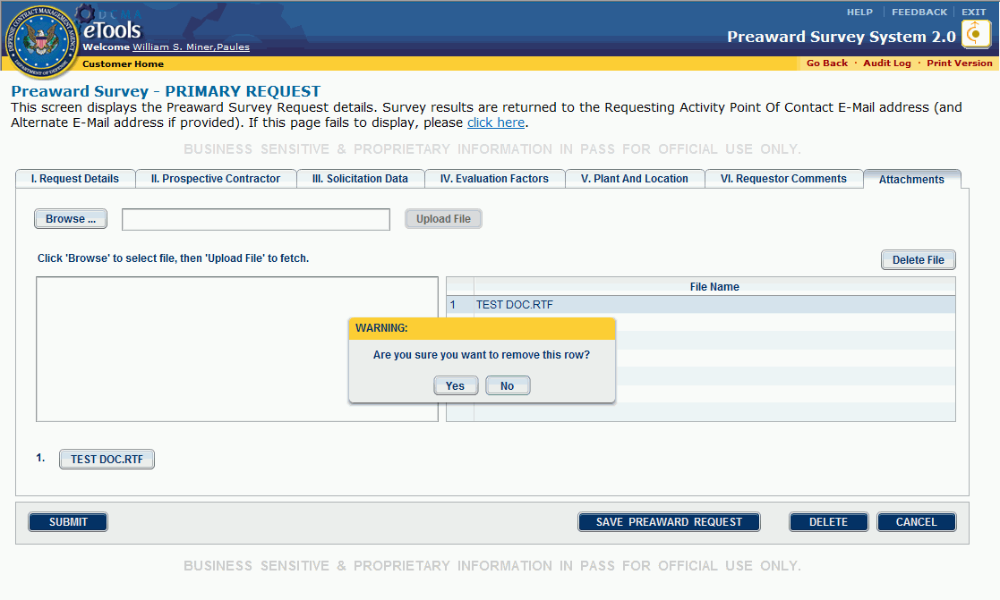 DCMA
HELP FEEDBACK EXIT
eTools
Preaward Survey System 2.0
Welcome William S. Miner,Paules
DEFENSE CONTRACT MANAGEMENT AGENCY
DEPARTMENT OF DEFENSE
Customer Home
Go Back · Audit Log · Print Version
Preaward Survey - PRIMARY REQUEST
This screen displays the Preaward Survey Request details. Survey results are returned to the Requesting Activity Point Of Contact E-Mail address (and
Alternate E-Mail address if provided). If this page fails to display, please click here.
BUSINESS SENSITIVE & PROPRIETARY INFORMATION IN PASS FOR OFFICIAL USE ONLY.
I. Request Details II. Prospective Contractor III. Solicitation Data IV. Evaluation Factors V. Plant And Location VI. Requestor Comments Attachments
Browse ... Upload File
Click 'Browse' to select file, then 'Upload File' to fetch.
Delete File
File Name
1 TEST DOC.RTF
WARNING:
Are you sure you want to remove this row?
Yes No
1. TEST DOC.RTF
SUBMIT SAVE PREAWARD REQUEST DELETE CANCEL
BUSINESS SENSITIVE & PROPRIETARY INFORMATION IN PASS FOR OFFICIAL USE ONLY.